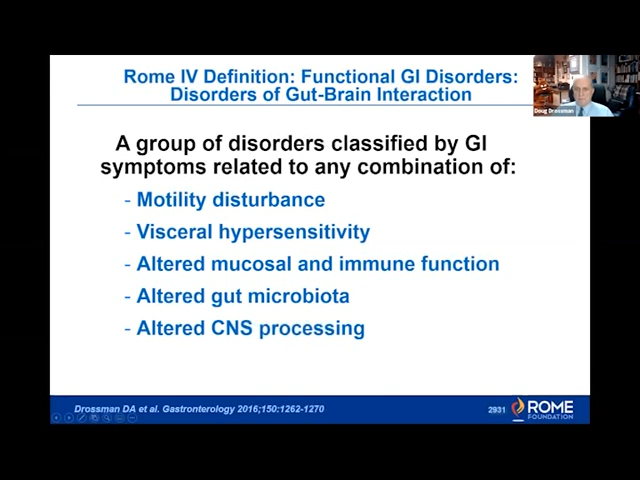 Rome IV Definition: Functional GI Disorders:
Disorders of Gut-Brain Interaction
Doug Drossman
A group of disorders classified by GI
symptoms related to any combination of:
- Motility disturbance
- Visceral hypersensitivity
- Altered mucosal and immune function
- Altered gut microbiota
- Altered CNS processing
Drossman DA et al. Gastronterology 2016;150:1262-1270
2931
ROME
FOUNDATION